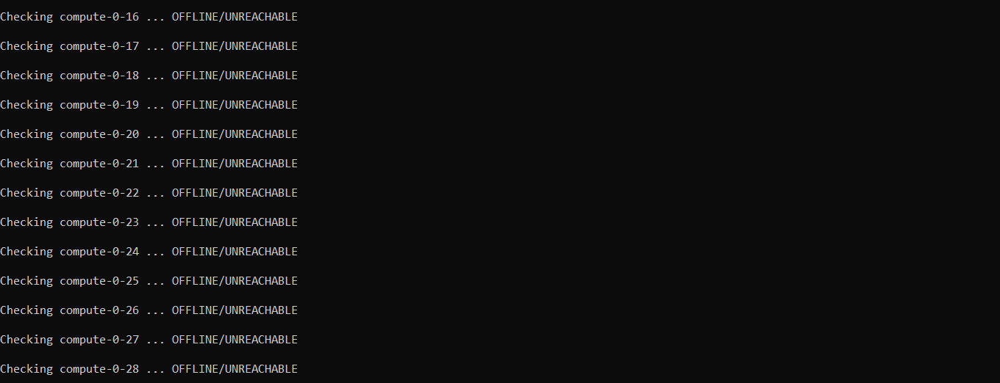 Checking compute-0-16 ... OFFLINE/UNREACHABLE
Checking compute-0-17 ... OFFLINE/UNREACHABLE
Checking compute-0-18 ... OFFLINE/UNREACHABLE
Checking compute-0-19 ... OFFLINE/UNREACHABLE
Checking compute-0-20 ... OFFLINE/UNREACHABLE
Checking compute-0-21 ... OFFLINE/UNREACHABLE
Checking compute-0-22 ... OFFLINE/UNREACHABLE
Checking compute-0-23 ... OFFLINE/UNREACHABLE
Checking compute-0-24 ... OFFLINE/UNREACHABLE
Checking compute-0-25 ... OFFLINE/UNREACHABLE
Checking compute-0-26 ... OFFLINE/UNREACHABLE
Checking compute-0-27 ... OFFLINE/UNREACHABLE
Checking compute-0-28 ... OFFLINE/UNREACHABLE